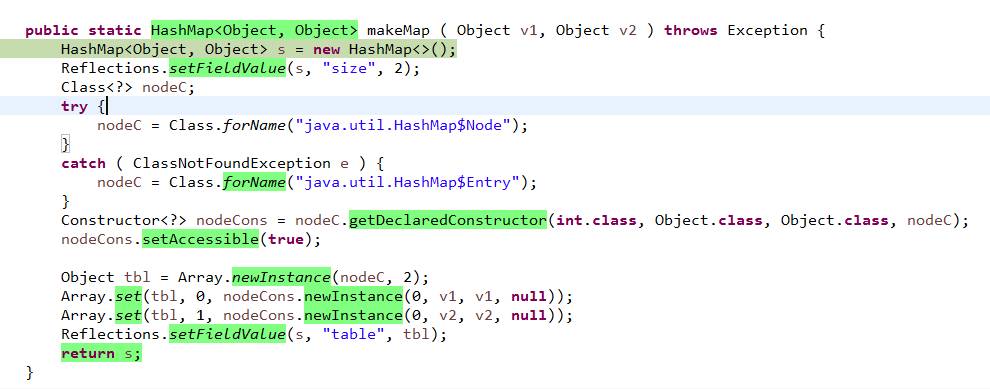 public static HashMap<Object, Object> makeMap ( Object v1, Object v2 ) throws Exception {
    HashMap<Object, Object> s = new HashMap<>();
    Reflections.setFieldValue(s, "size", 2);
    Class<?> nodeC;
    try {
        nodeC = Class.forName("java.util.HashMap$Node");
    }
    catch ( ClassNotFoundException e ) {
        nodeC = Class.forName("java.util.HashMap$Entry");
    }
    Constructor<?> nodeCons = nodeC.getDeclaredConstructor(int.class, Object.class, Object.class, nodeC);
    nodeCons.setAccessible(true);

    Object tbl = Array.newInstance(nodeC, 2);
    Array.set(tbl, 0, nodeCons.newInstance(0, v1, v1, null));
    Array.set(tbl, 1, nodeCons.newInstance(0, v2, v2, null));
    Reflections.setFieldValue(s, "table", tbl);
    return s;
}